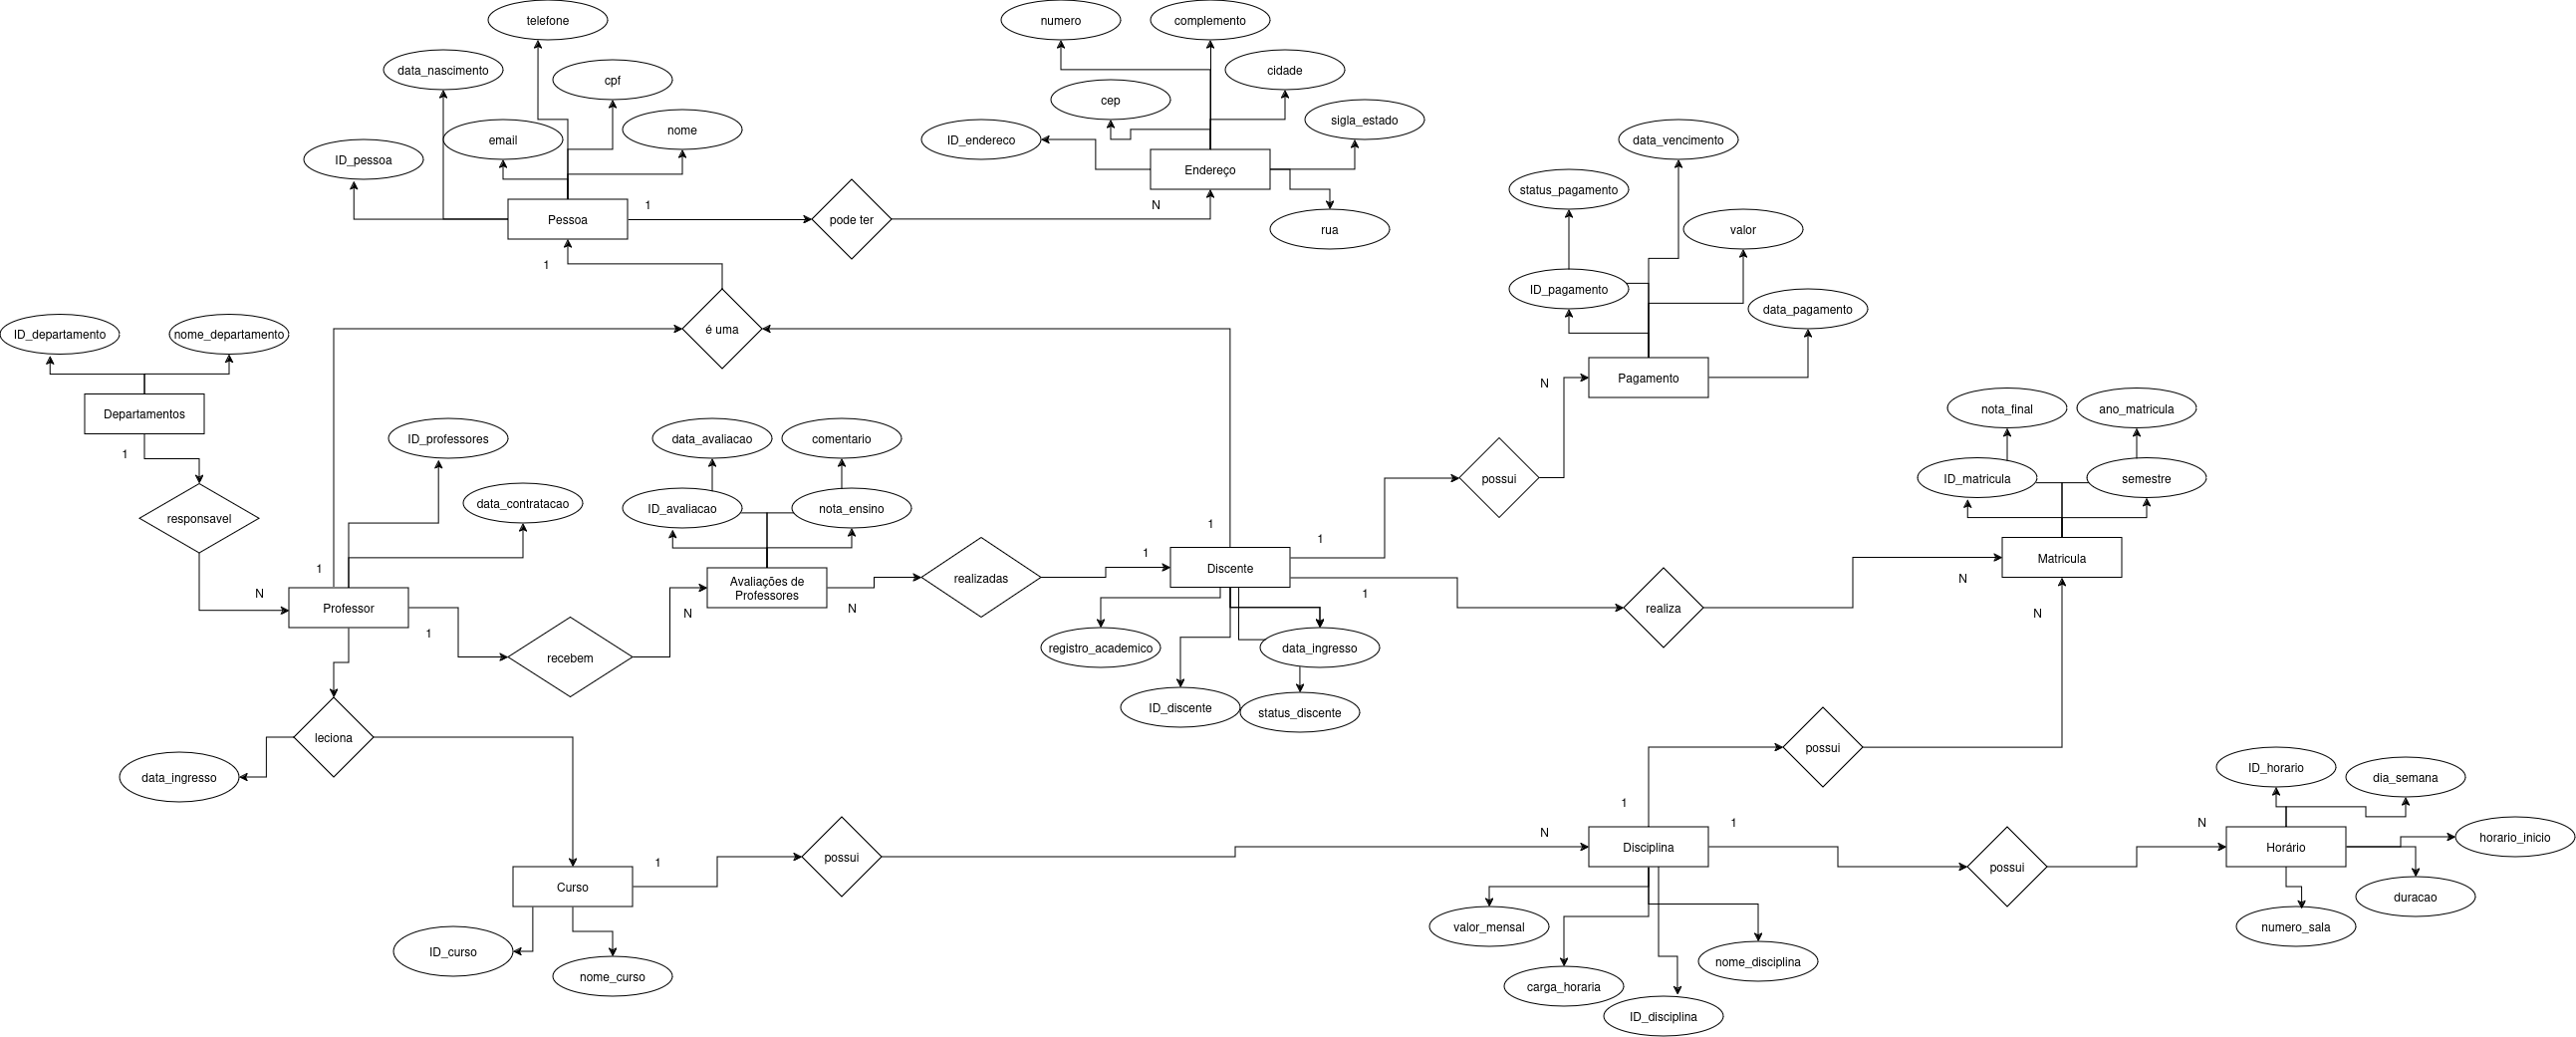 telefone
numero
complemento
data_nascimento
cpf
cidade
cep
nome
email
ID_pessoa
ID_endereco
sigla_estado
data_vencimento
Endereço
status_pagamento
1
N
Pessoa
pode ter
rua
valor
1
ID_pagamento
data_pagamento
ID_departamento
nome_departamento
é uma
N
Pagamento
Departamentos
nota_final
ano_matricula
ID_professores
data_avaliacao
comentario
1
possui
ID_matricula
semestre
data_contratacao
ID_avaliacao
nota_ensino
responsavel
1
1
1
1
Discente
Matricula
N
Avaliações de
Professores
realizadas
N
1
N
Professor
N
N
realiza
N
1
registro_academico
data_ingresso
recebem
ID_discente
status_discente
leciona
possui
data_ingresso
ID_horario
dia_semana
1
1
N
N
1
horario_inicio
Disciplina
Horário
possui
possui
Curso
duracao
valor_mensal
numero_sala
ID_curso
nome_disciplina
nome_curso
carga_horaria
ID_disciplina